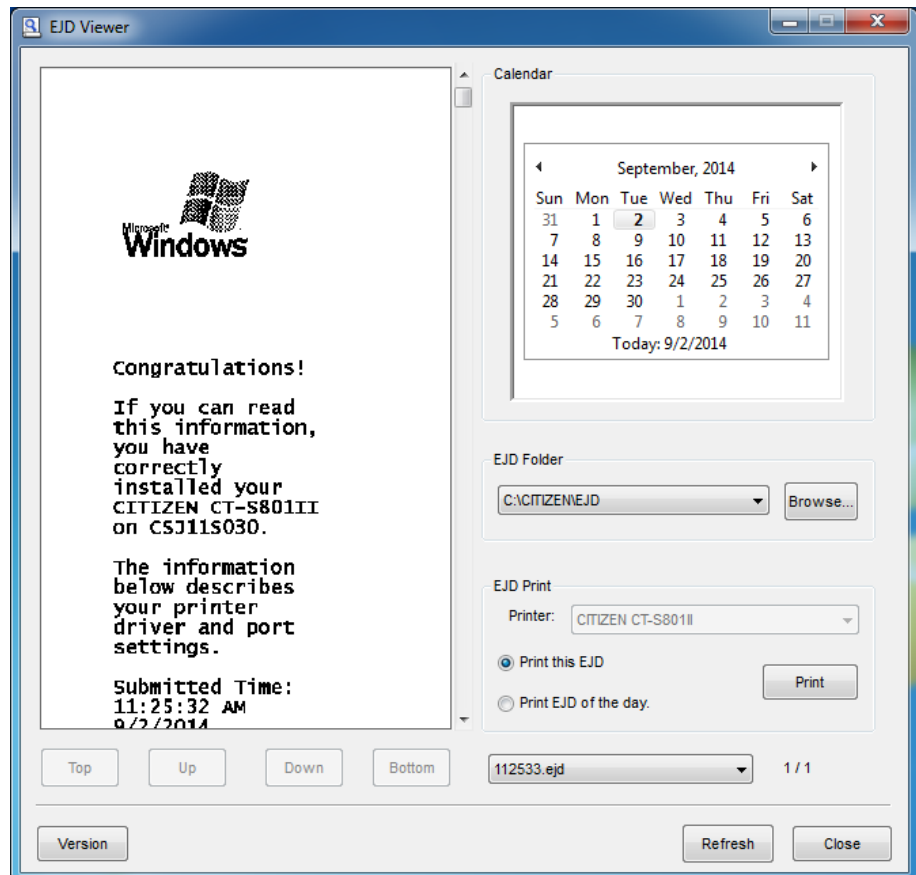 EJD Viewer
Microsoft
Windows
Congratulations!
If you can read
this information,
you have
correctly
installed your
CITIZEN CT-S801II
on CSJ11S030.
The information
below describes
your printer
driver and port
settings.
Submitted Time:
11:25:32 AM
9/2/2014
Top Up Down Bottom
Calendar
September, 2014
Sun Mon Tue Wed Thu Fri Sat
31 1 2 3 4 5 6
7 8 9 10 11 12 13
14 15 16 17 18 19 20
21 22 23 24 25 26 27
28 29 30 1 2 3 4
5 6 7 8 9 10 11
Today: 9/2/2014
EJD Folder
C:\CITIZEN\EJD Browse...
EJD Print
Printer: CITIZEN CT-S801II
Print this EJD
Print
Print EJD of the day.
112533.ejd 1 / 1
Version Refresh Close